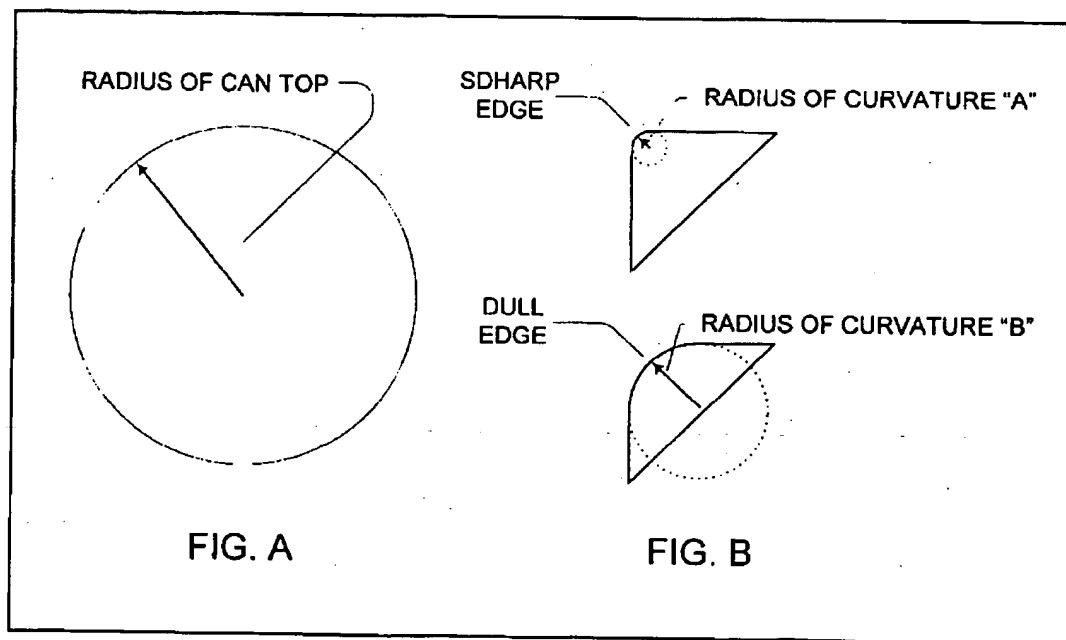 RADIUS OF CAN TOP
SDHARP
EDGE
RADIUS OF CURVATURE "A"
DULL
EDGE
RADIUS OF CURVATURE "B"
FIG. A
FIG. B